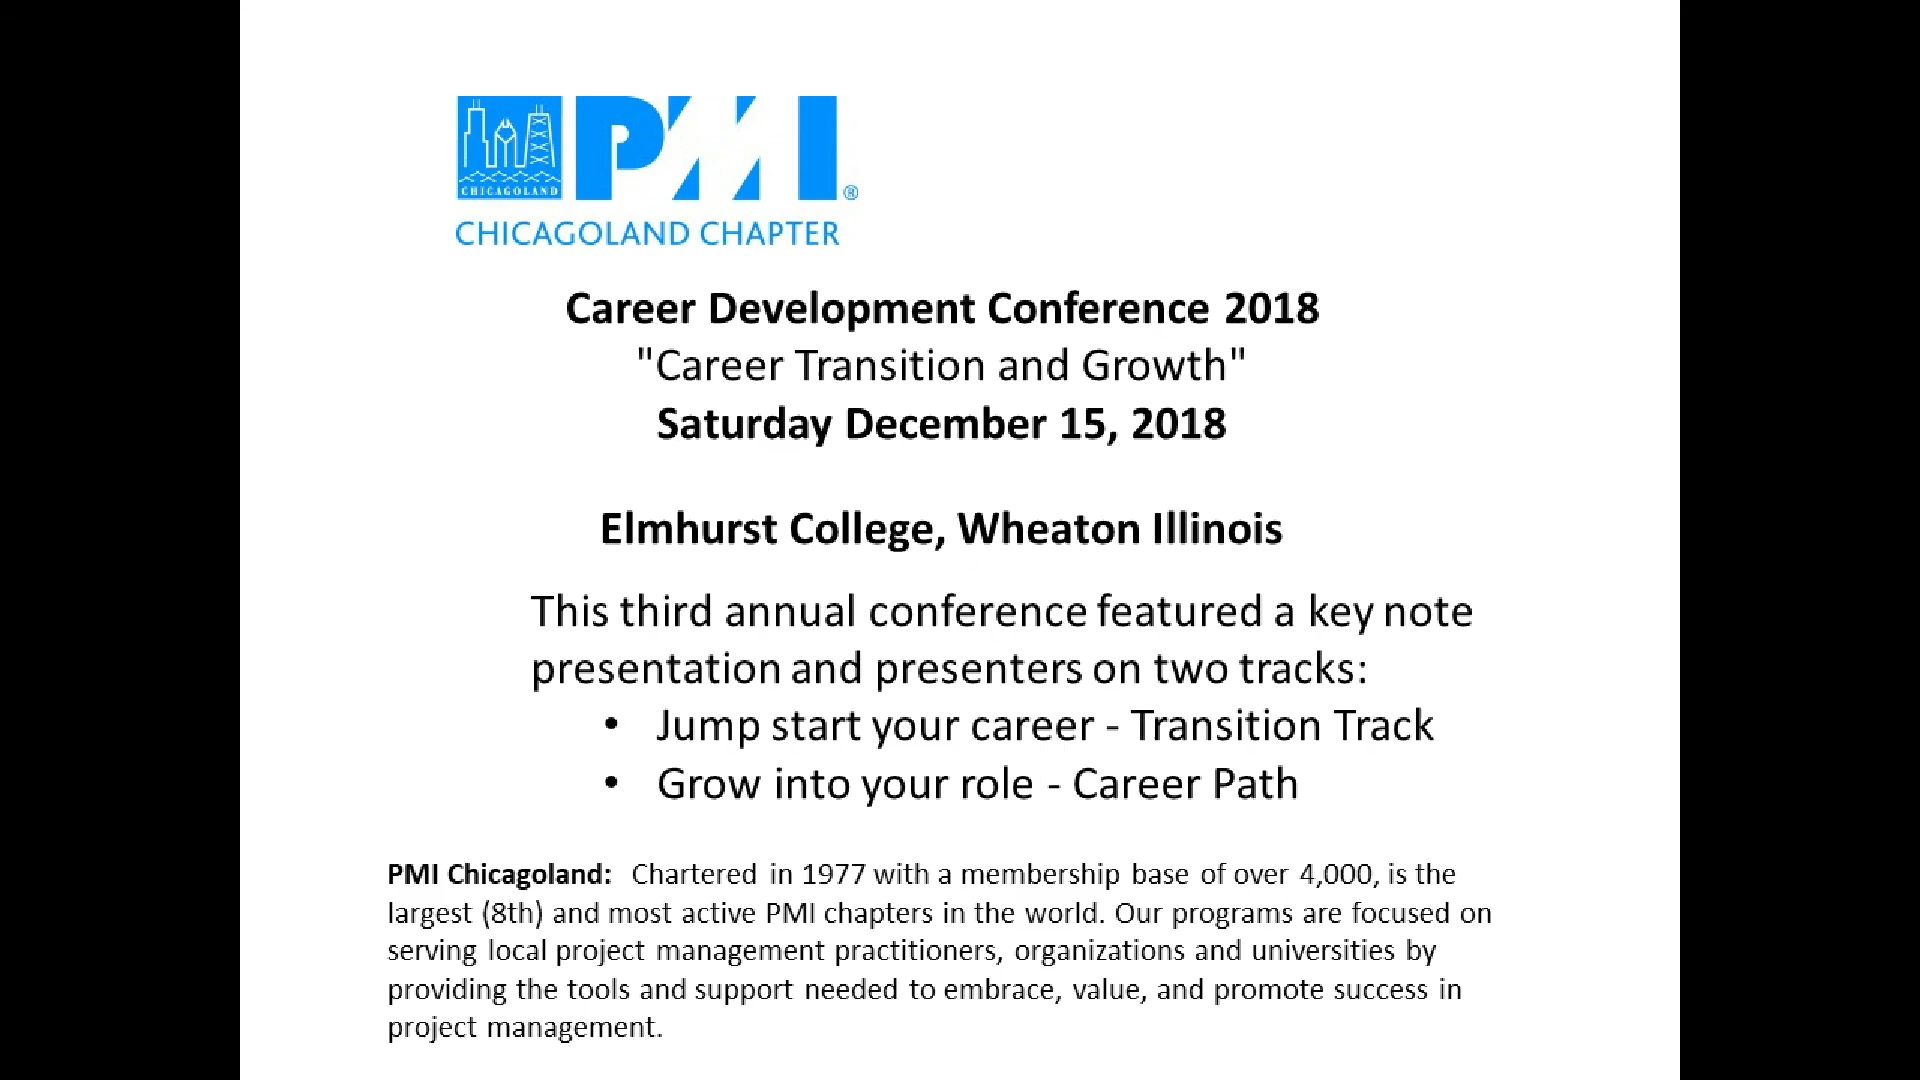 CHICAGOLAND
PMI®
CHICAGOLAND CHAPTER
Career Development Conference 2018
"Career Transition and Growth"
Saturday December 15, 2018
Elmhurst College, Wheaton Illinois
This third annual conference featured a key note
presentation and presenters on two tracks:
• Jump start your career - Transition Track
• Grow into your role - Career Path
PMI Chicagoland: Chartered in 1977 with a membership base of over 4,000, is the
largest (8th) and most active PMI chapters in the world. Our programs are focused on
serving local project management practitioners, organizations and universities by
providing the tools and support needed to embrace, value, and promote success in
project management.